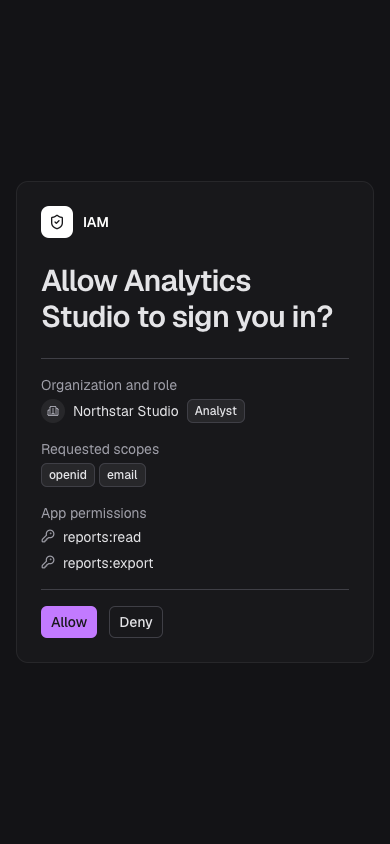 IAM
Allow Analytics
Studio to sign you in?
Organization and role
Northstar Studio Analyst
Requested scopes
openid email
App permissions
reports:read
reports:export
Allow Deny